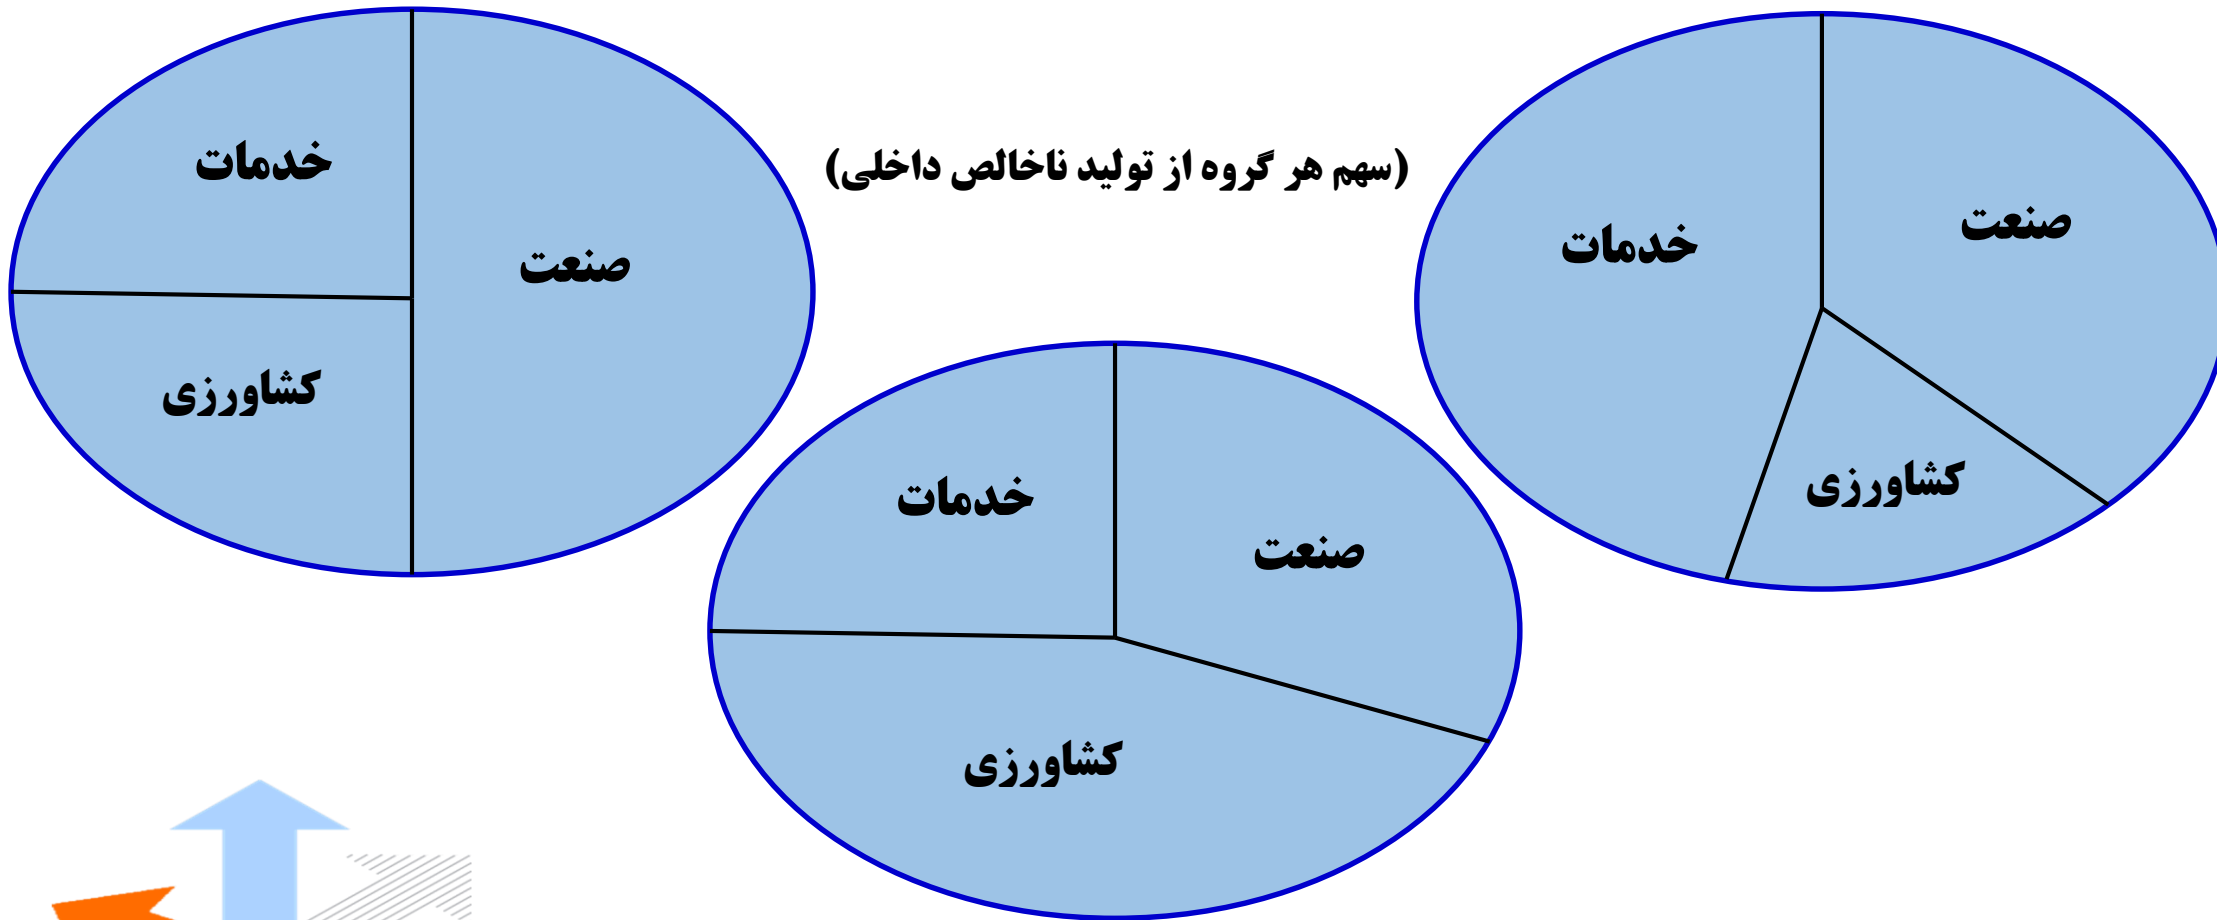 (سهم هر گروه از تولید ناخالص داخلی)
صنعت
خدمات
کشاورزی
خدمات
صنعت
کشاورزی
خدمات
صنعت
کشاورزی